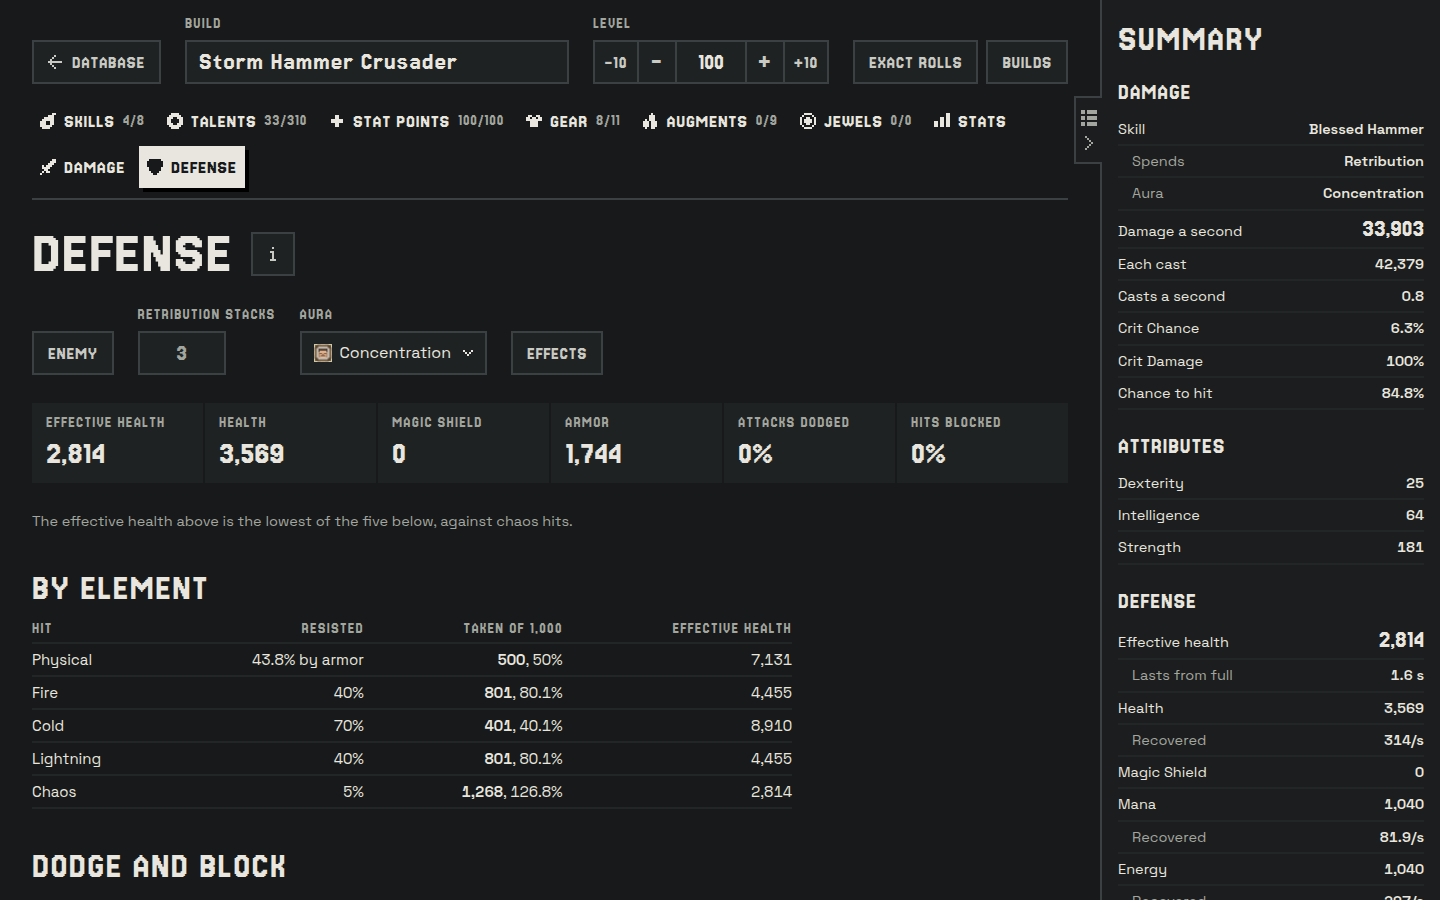 BUILD
LEVEL
DATABASE
Storm Hammer Crusader
-10
-
100
+
+10
EXACT ROLLS
BUILDS
SKILLS 4/8
TALENTS 33/310
STAT POINTS 100/100
GEAR 8/11
AUGMENTS 0/9
JEWELS 0/0
STATS
DAMAGE
DEFENSE
DEFENSE
i
RETRIBUTION STACKS
AURA
ENEMY
3
Concentration
EFFECTS
EFFECTIVE HEALTH
2,814
HEALTH
3,569
MAGIC SHIELD
0
ARMOR
1,744
ATTACKS DODGED
0%
HITS BLOCKED
0%
The effective health above is the lowest of the five below, against chaos hits.
BY ELEMENT
HIT RESISTED TAKEN OF 1,000 EFFECTIVE HEALTH
Physical 43.8% by armor 500, 50% 7,131
Fire 40% 801, 80.1% 4,455
Cold 70% 401, 40.1% 8,910
Lightning 40% 801, 80.1% 4,455
Chaos 5% 1,268, 126.8% 2,814
DODGE AND BLOCK
SUMMARY
DAMAGE
Skill Blessed Hammer
Spends Retribution
Aura Concentration
Damage a second 33,903
Each cast 42,379
Casts a second 0.8
Crit Chance 6.3%
Crit Damage 100%
Chance to hit 84.8%
ATTRIBUTES
Dexterity 25
Intelligence 64
Strength 181
DEFENSE
Effective health 2,814
Lasts from full 1.6 s
Health 3,569
Recovered 314/s
Magic Shield 0
Mana 1,040
Recovered 81.9/s
Energy 1,040